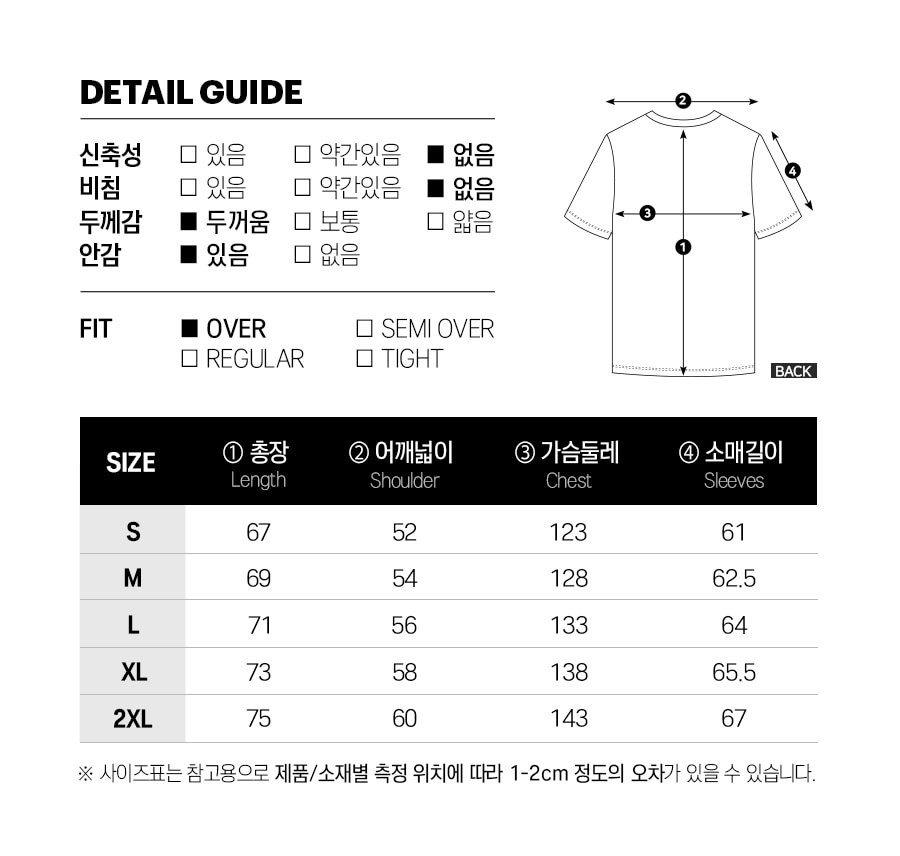 DETAIL GUIDE
신축성 □ 있음 □ 약간있음 ■ 없음
비침 □ 있음 □ 약간있음 ■ 없음
두께감 ■ 두꺼움 □ 보통 □ 얇음
안감 ■ 있음 □ 없음
FIT ■ OVER □ SEMI OVER
□ REGULAR □ TIGHT
②
④
③
①
BACK
SIZE ① 총장 ② 어깨넓이 ③ 가슴둘레 ④ 소매길이
Length Shoulder Chest Sleeves
S 67 52 123 61
M 69 54 128 62.5
L 71 56 133 64
XL 73 58 138 65.5
2XL 75 60 143 67
※ 사이즈표는 참고용으로 제품/소재별 측정 위치에 따라 1-2cm 정도의 오차가 있을 수 있습니다.